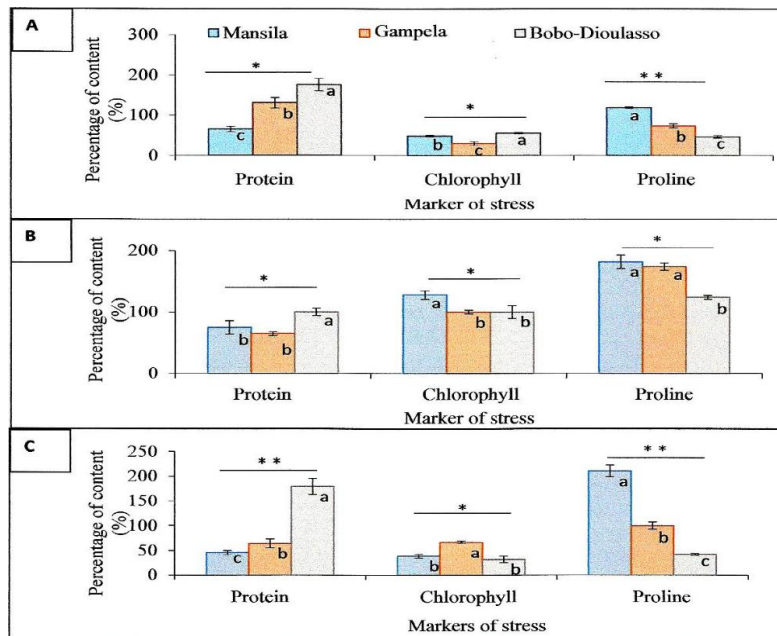 A
Mansila Gampela Bobo-Dioulasso
Percentage of content
(%)
300
200
100
0
* * **
c b a b c a a b c
Protein Chlorophyll Proline
Marker of stress
B
Percentage of content
(%)
200
100
0
* * *
b b a a b b a a b
Protein Chlorophyll Proline
Marker of stress
C
Percentage of content
(%)
250
200
150
100
50
0
** * **
c b a b a b a b c
Protein Chlorophyll Proline
Markers of stress